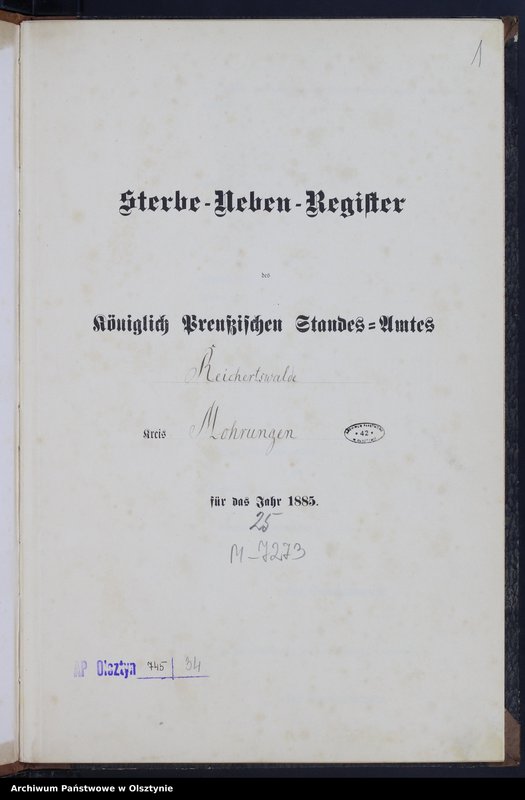 1
Sterbe-Neben-Register
des
Königlich Preußischen Standes-Amtes
Reichertswalde
Kreis Mohrungen
* 42 *
für das Jahr 1885.
25
M-7273
AP Olsztyn 745 / 34
Archiwum Państwowe w Olsztynie